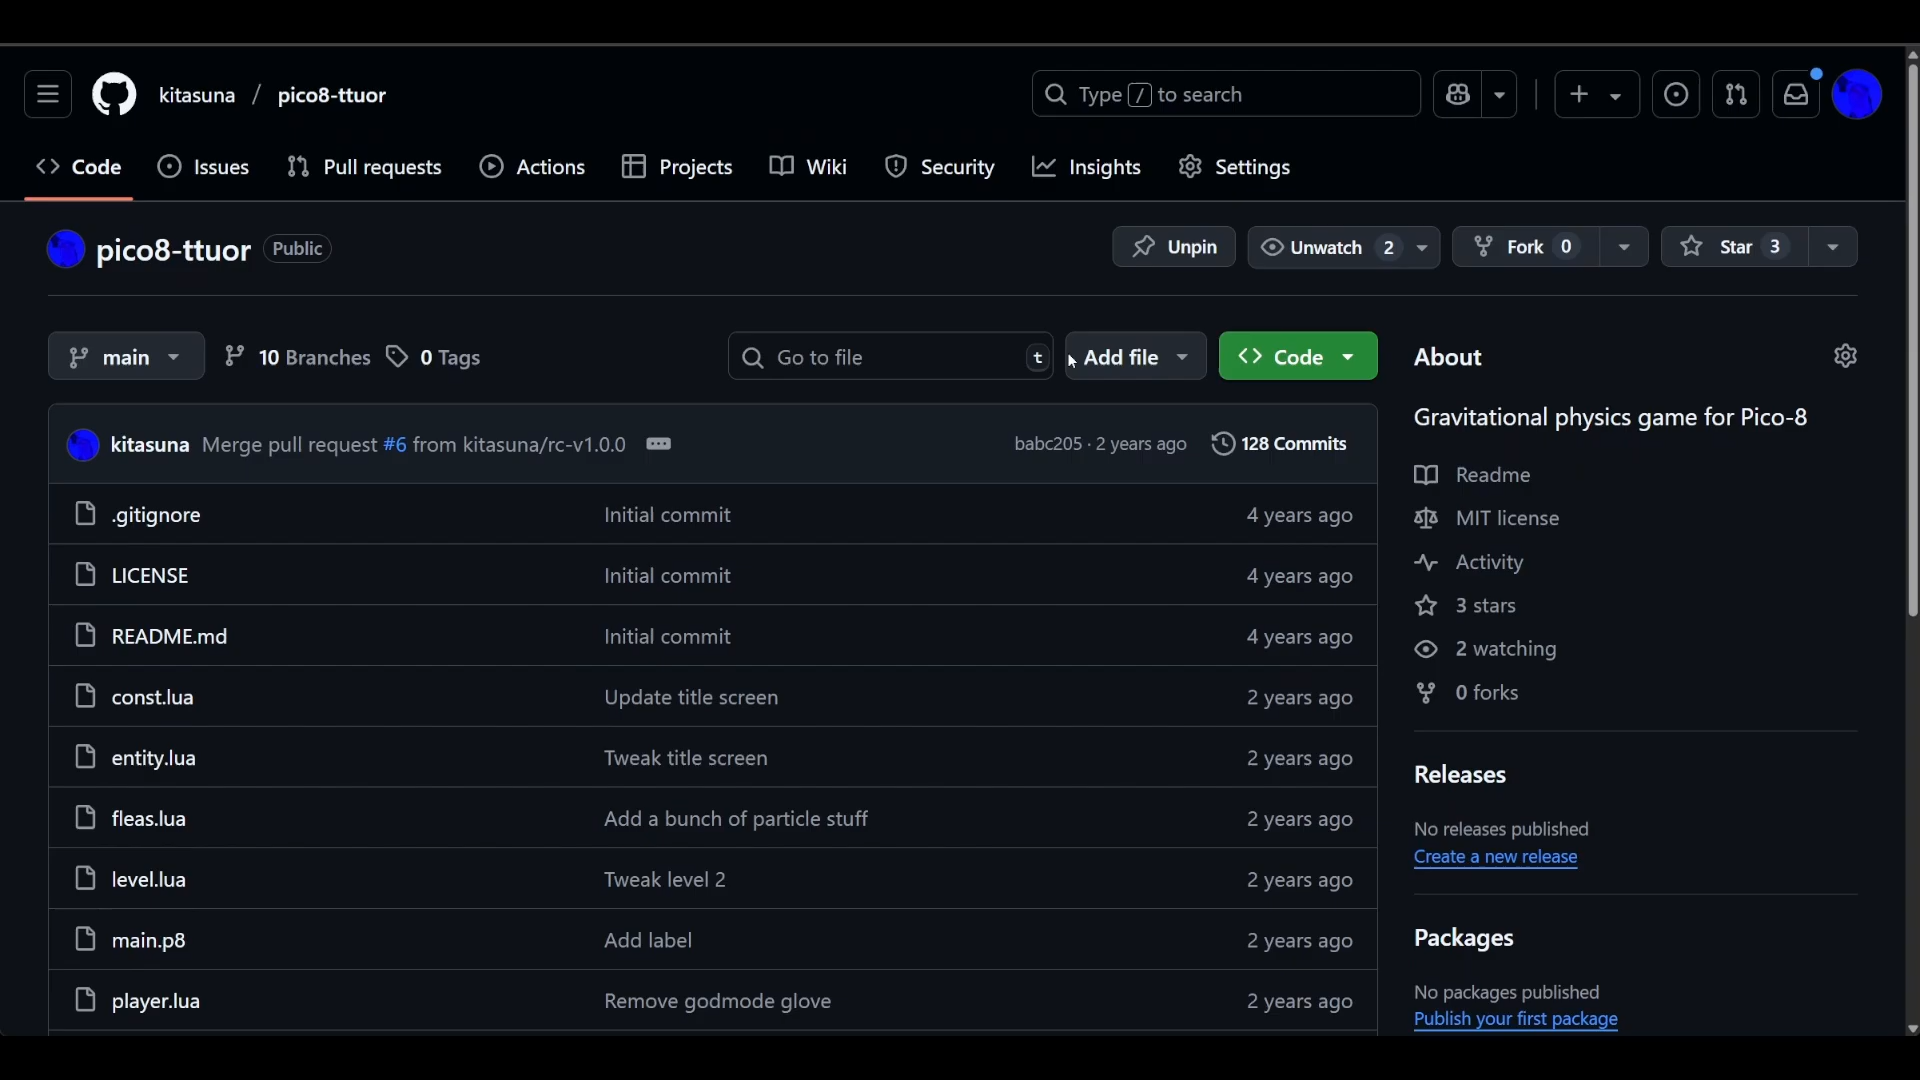 kitasuna / pico8-ttuor
Type / to search
Code Issues Pull requests Actions Projects Wiki Security Insights Settings
pico8-ttuor Public
Unpin Unwatch 2 Fork 0 Star 3
main 10 Branches 0 Tags Go to file t Add file Code
kitasuna Merge pull request #6 from kitasuna/rc-v1.0.0 babc205 · 2 years ago 128 Commits
.gitignore Initial commit 4 years ago
LICENSE Initial commit 4 years ago
README.md Initial commit 4 years ago
const.lua Update title screen 2 years ago
entity.lua Tweak title screen 2 years ago
fleas.lua Add a bunch of particle stuff 2 years ago
level.lua Tweak level 2 2 years ago
main.p8 Add label 2 years ago
player.lua Remove godmode glove 2 years ago
About
Gravitational physics game for Pico-8
Readme
MIT license
Activity
3 stars
2 watching
0 forks
Releases
No releases published
Create a new release
Packages
No packages published
Publish your first package